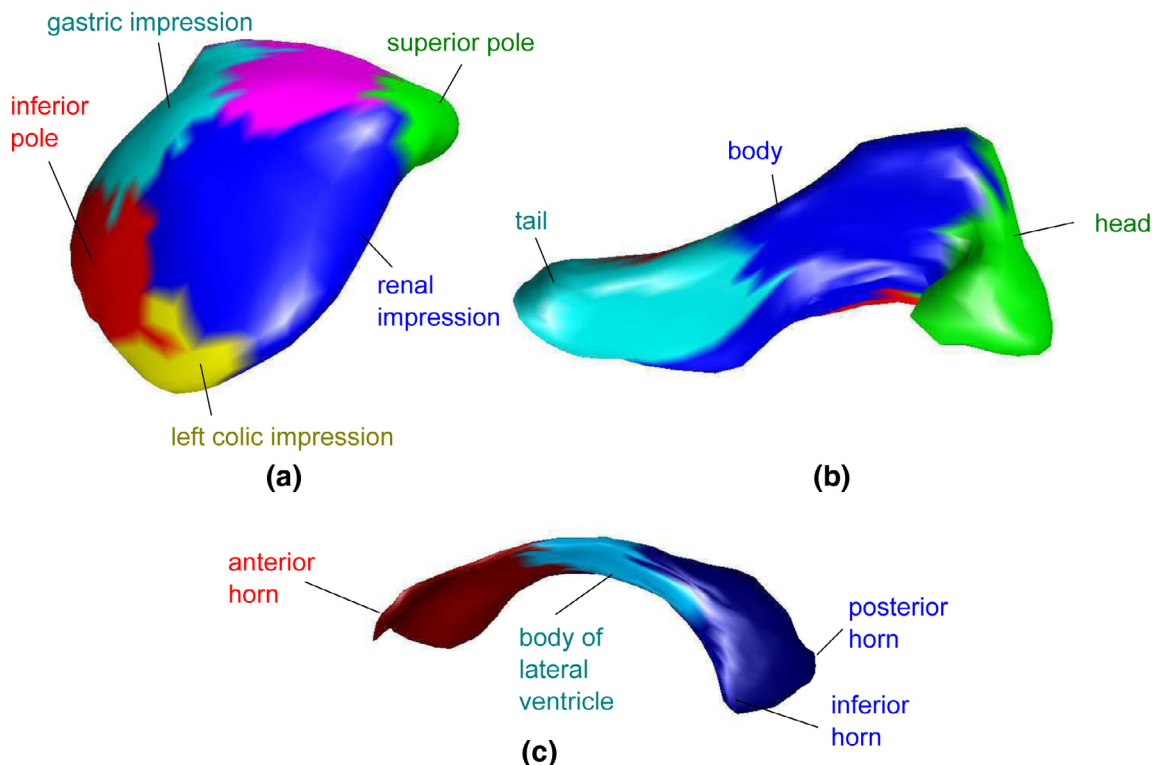 gastric impression
superior pole
inferior
pole
renal
impression
left colic impression
(a)
body
tail
head
(b)
anterior
horn
body of
lateral
ventricle
posterior
horn
inferior
horn
(c)